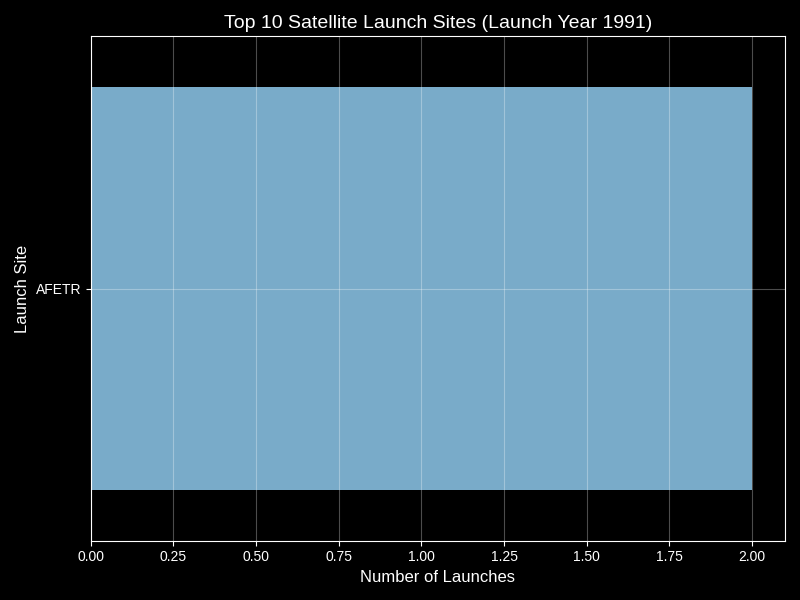 Top 10 Satellite Launch Sites (Launch Year 1991)
Launch Site
AFETR
0.00 0.25 0.50 0.75 1.00 1.25 1.50 1.75 2.00
Number of Launches